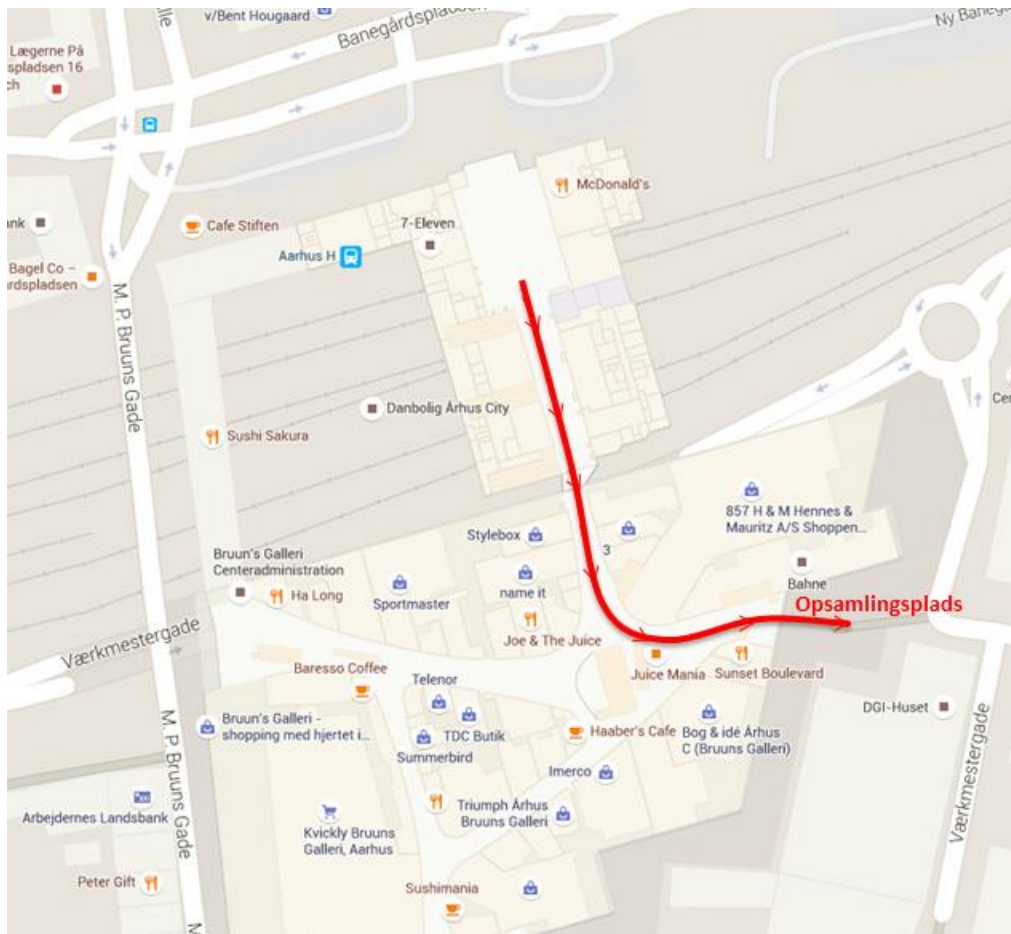 v/Bent Hougaard
Banegårdspladsen
Ny Baneg
lle
Lægerne På
spladsen 16
ch
McDonald's
Cafe Stiften
7-Eleven
Aarhus H
ank
Bagel Co –
rdspladsen
M. P. Bruuns Gade
Danbolig Århus City
Sushi Sakura
Cen
857 H & M Hennes &
Mauritz A/S Shoppen...
Stylebox
3
Bruun's Galleri
Centeradministration
Ha Long
Sportmaster
name it
Bahne
Opsamlingsplads
Joe & The Juice
Værkmestergade
Baresso Coffee
Juice Mania
Sunset Boulevard
Telenor
DGI-Huset
Bruun's Galleri -
shopping med hjertet i...
TDC Butik
Summerbird
Haaber's Cafe
Bog & idé Århus
C (Bruuns Galleri)
Imerco
M. P. Bruuns Gade
Værkmestergade
Arbejdernes Landsbank
Kvickly Bruuns
Galleri, Aarhus
Triumph Århus
Bruuns Galleri
Peter Gift
Sushimania
M